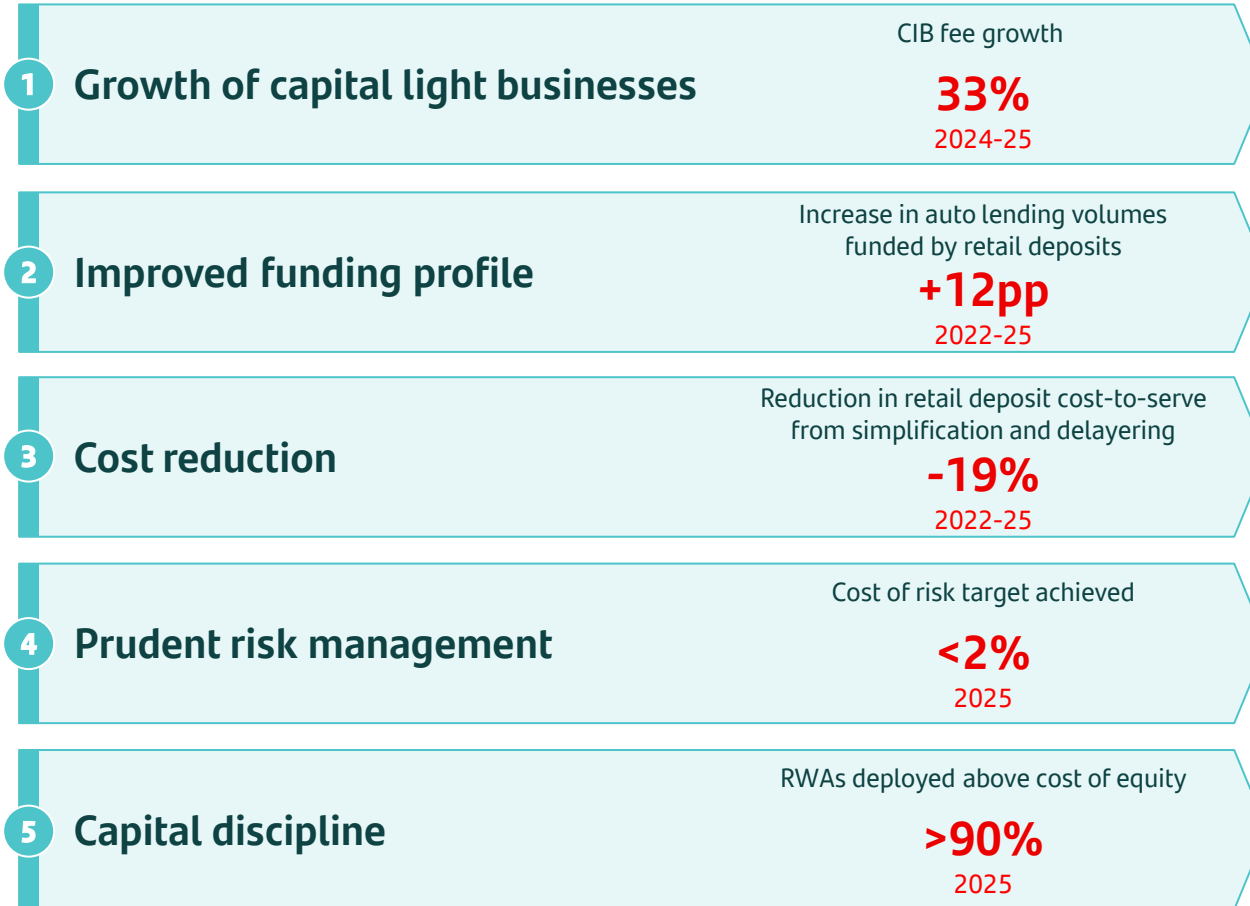 1
Growth of capital light businesses
CIB fee growth
33%
2024-25
2
Improved funding profile
Increase in auto lending volumes
funded by retail deposits
+12pp
2022-25
3
Cost reduction
Reduction in retail deposit cost-to-serve
from simplification and delayering
-19%
2022-25
4
Prudent risk management
Cost of risk target achieved
<2%
2025
5
Capital discipline
RWAs deployed above cost of equity
>90%
2025